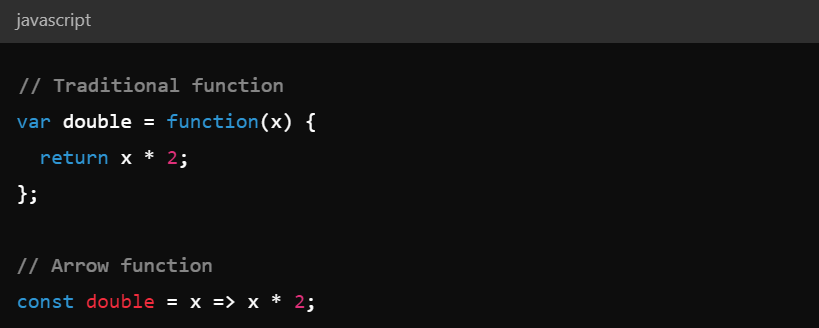 javascript
// Traditional function
var double = function(x) {
  return x * 2;
};
// Arrow function
const double = x => x * 2;